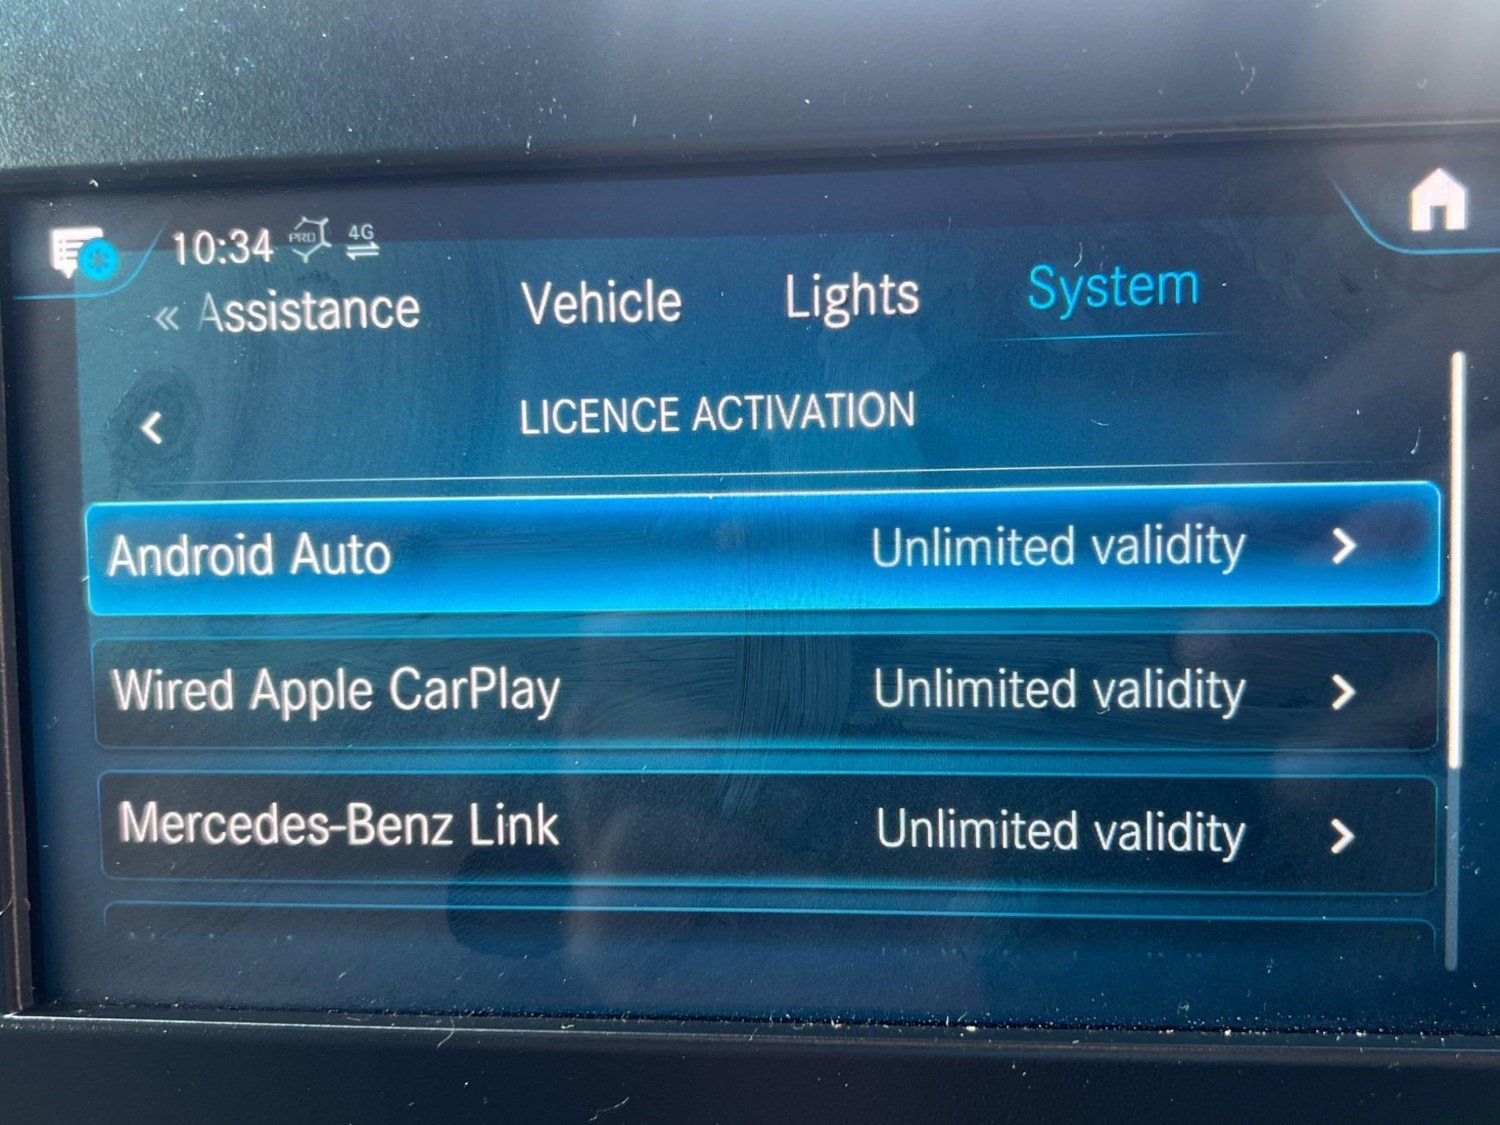 10:34 PRO 4G
« Assistance Vehicle Lights System
LICENCE ACTIVATION
Android Auto Unlimited validity
Wired Apple CarPlay Unlimited validity
Mercedes-Benz Link Unlimited validity